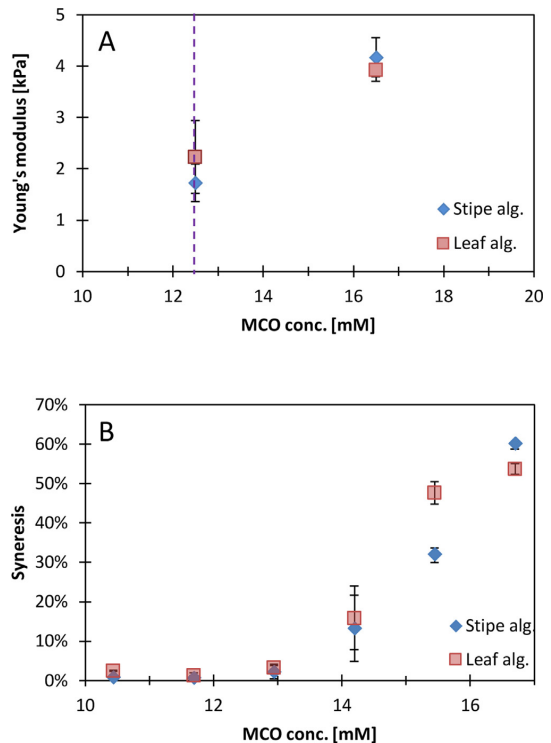 A
Young's modulus [kPa]
5
4
3
2
1
0
Stipe alg.
Leaf alg.
10 12 14 16 18 20
MCO conc. [mM]
B
Syneresis
70%
60%
50%
40%
30%
20%
10%
0%
Stipe alg.
Leaf alg.
10 12 14 16
MCO conc. [mM]